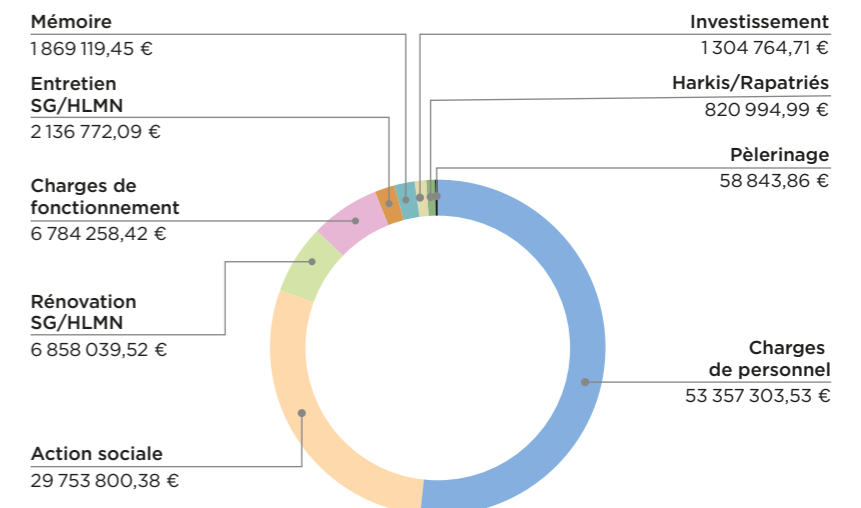 Mémoire
1 869 119,45 €
Entretien
SG/HLMN
2 136 772,09 €
Charges de
fonctionnement
6 784 258,42 €
Rénovation
SG/HLMN
6 858 039,52 €
Action sociale
29 753 800,38 €
Investissement
1 304 764,71 €
Harkis/Rapatriés
820 994,99 €
Pèlerinage
58 843,86 €
Charges
de personnel
53 357 303,53 €